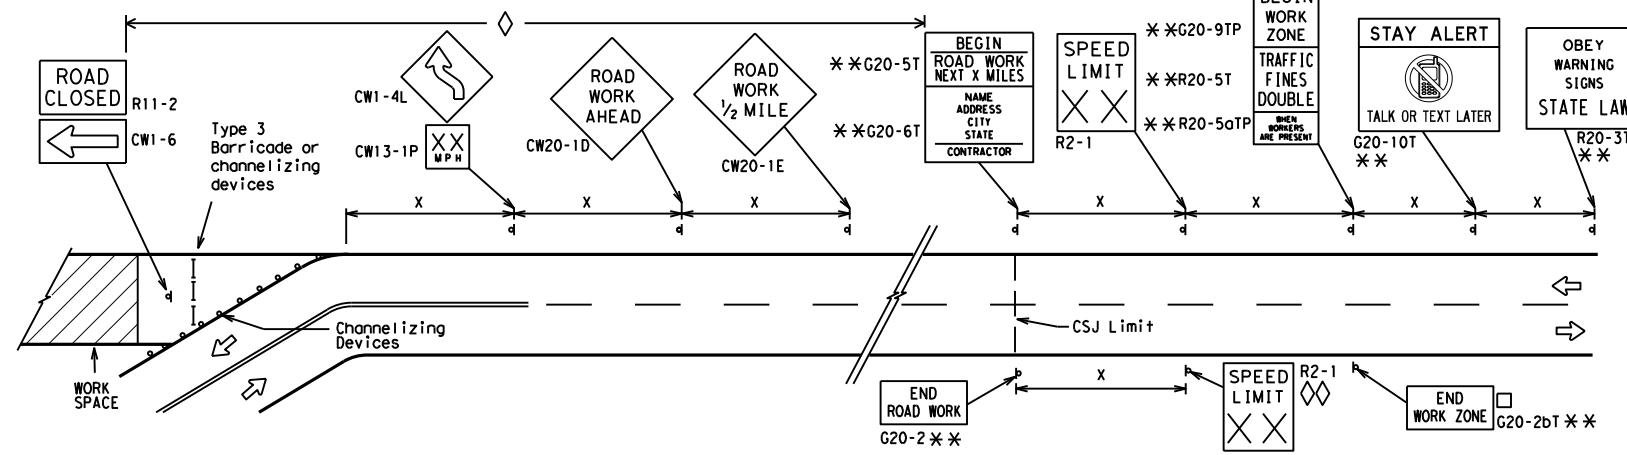 ROAD
CLOSED
R11-2
CW1-6
Type 3
Barricade or
channelizing
devices
CW1-4L
XX
MPH
CW13-1P
ROAD
WORK
AHEAD
CW20-1D
ROAD
WORK
1/2 MILE
CW20-1E
**G20-5T
**G20-6T
BEGIN
ROAD WORK
NEXT X MILES
NAME
ADDRESS
CITY
STATE
CONTRACTOR
SPEED
LIMIT
XX
R2-1
**G20-9TP
**R20-5T
**R20-5aTP
BEGIN
WORK
ZONE
TRAFFIC
FINES
DOUBLE
WHEN
WORKERS
ARE PRESENT
STAY ALERT
TALK OR TEXT LATER
G20-10T
**
OBEY
WARNING
SIGNS
STATE LAW
R20-3T
**
X
X
X
X
X
X
X
Channelizing
Devices
CSJ Limit
WORK
SPACE
END
ROAD WORK
G20-2**
X
SPEED
LIMIT
XX
R2-1
END
WORK ZONE
G20-2bT **